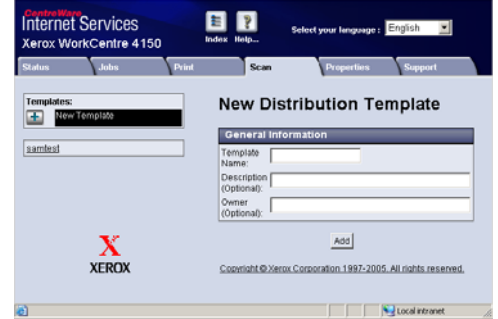 CentreWare
Internet Services
Xerox WorkCentre 4150
Index Help...
Select your language : English
Status Jobs Print Scan Properties Support
Templates:
New Template
samtest
New Distribution Template
General Information
Template
Name:
Description
(Optional):
Owner
(Optional):
Add
X
XEROX
Copyright © Xerox Corporation 1997-2005. All rights reserved.
Local intranet